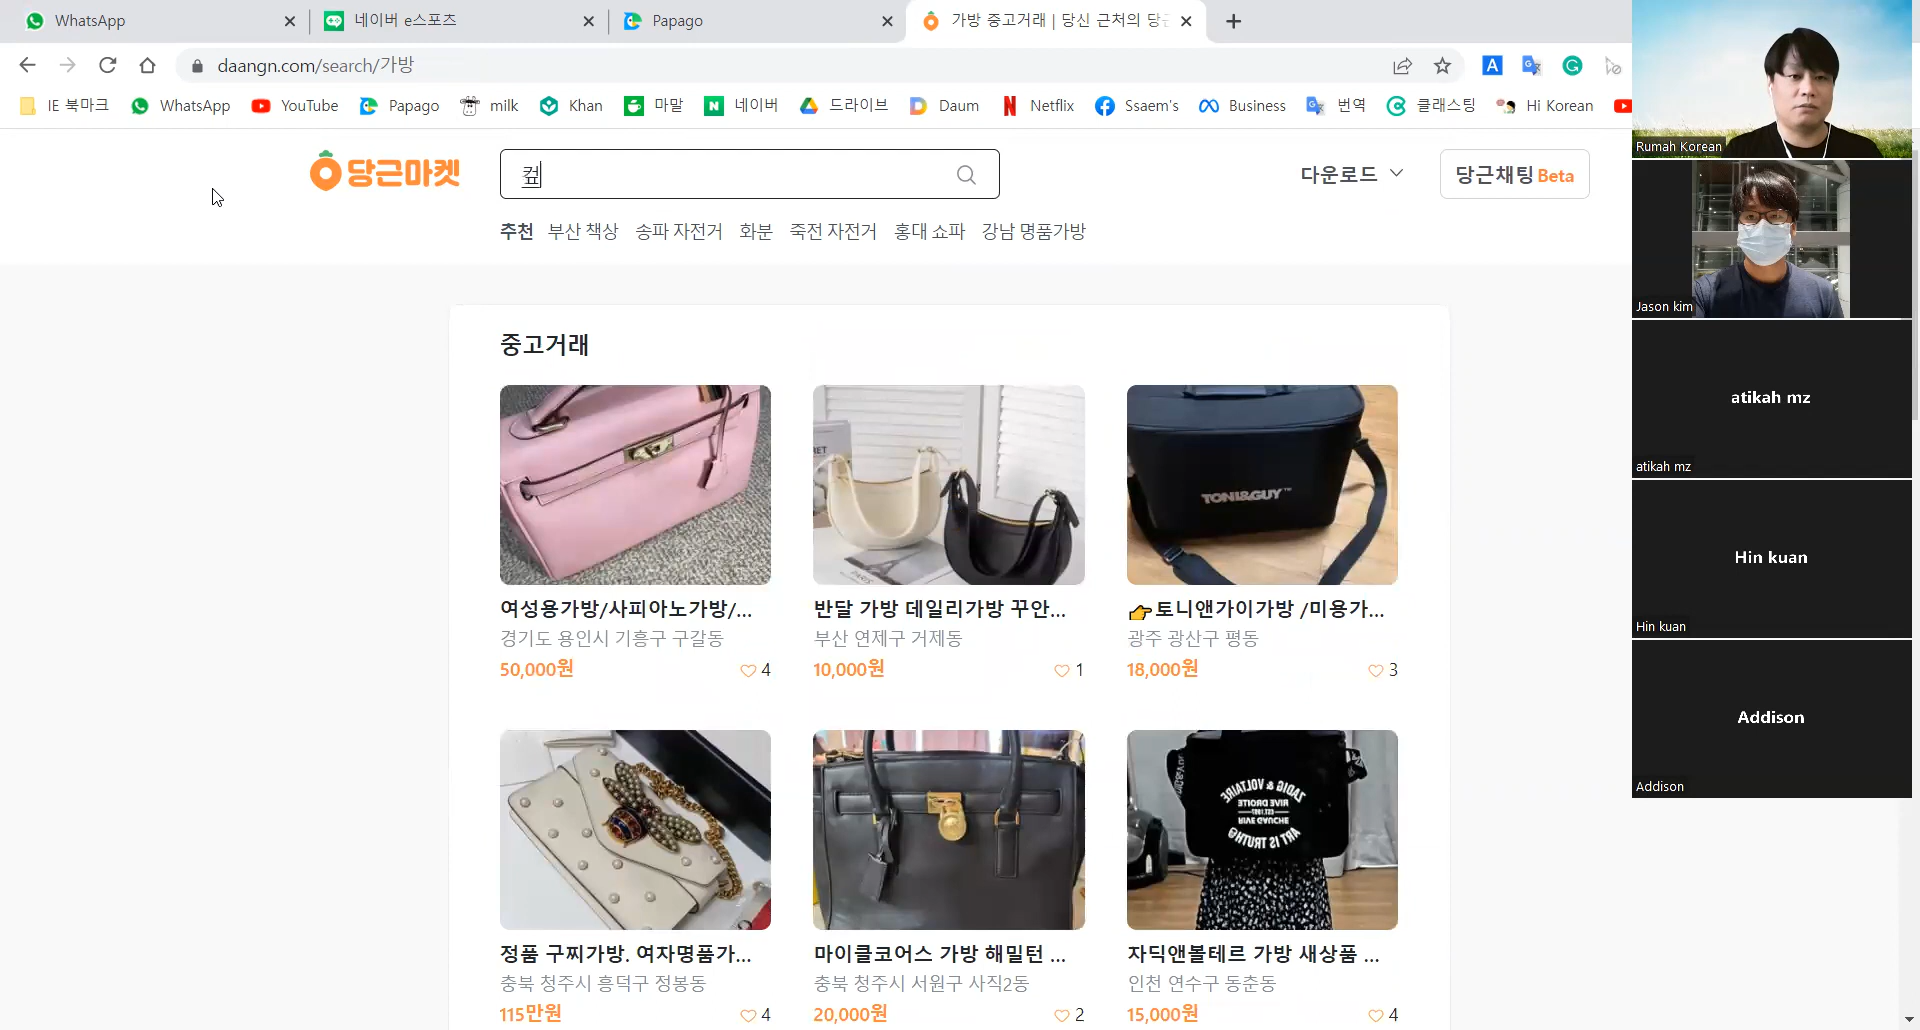 WhatsApp
네이버 e스포츠
Papago
가방 중고거래 | 당신 근처의 당근
daangn.com/search/가방
IE 북마크 WhatsApp YouTube Papago milk Khan 마말 네이버 드라이브 Daum Netflix Ssaem's Business 번역 클래스팅 Hi Korean
당근마켓
컾
다운로드
당근채팅 Beta
추천 부산 책상 송파 자전거 화분 죽전 자전거 홍대 쇼파 강남 명품가방
중고거래
TONI&GUY™
여성용가방/사피아노가방/...
경기도 용인시 기흥구 구갈동
50,000원
4
반달 가방 데일리가방 꾸안...
부산 연제구 거제동
10,000원
1
👉토니앤가이가방 /미용가...
광주 광산구 평동
18,000원
3
ZADIG & VOLTAIRE
RIVE DROITE
EST.1997
RIVE GAUCHE
ART IS TRUTH
정품 구찌가방. 여자명품가...
충북 청주시 흥덕구 정봉동
115만원
4
마이클코어스 가방 해밀턴 ...
충북 청주시 서원구 사직2동
20,000원
2
자딕앤볼테르 가방 새상품 ...
인천 연수구 동춘동
15,000원
4
Rumah Korean
Jason kim
atikah mz
atikah mz
Hin kuan
Hin kuan
Addison
Addison